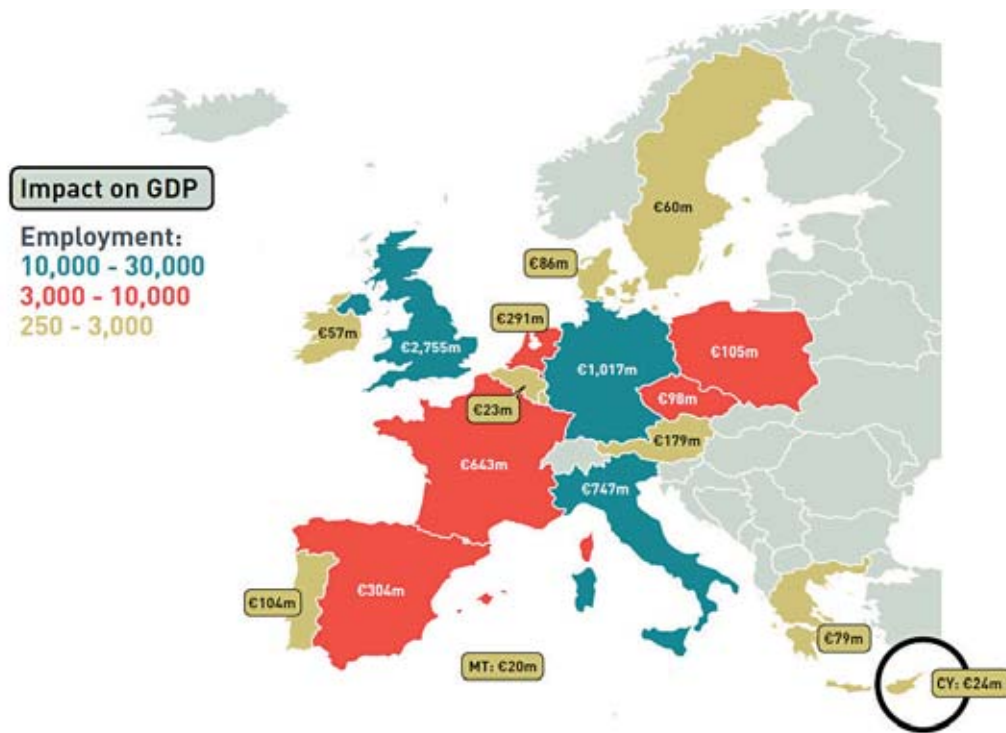 Impact on GDP
Employment:
10,000 - 30,000
3,000 - 10,000
250 - 3,000
€60m
€86m
€291m
€57m
€2,755m
€105m
€1,017m
€98m
€23m
€179m
€643m
€747m
€304m
€104m
€79m
MT: €20m
CY: €24m